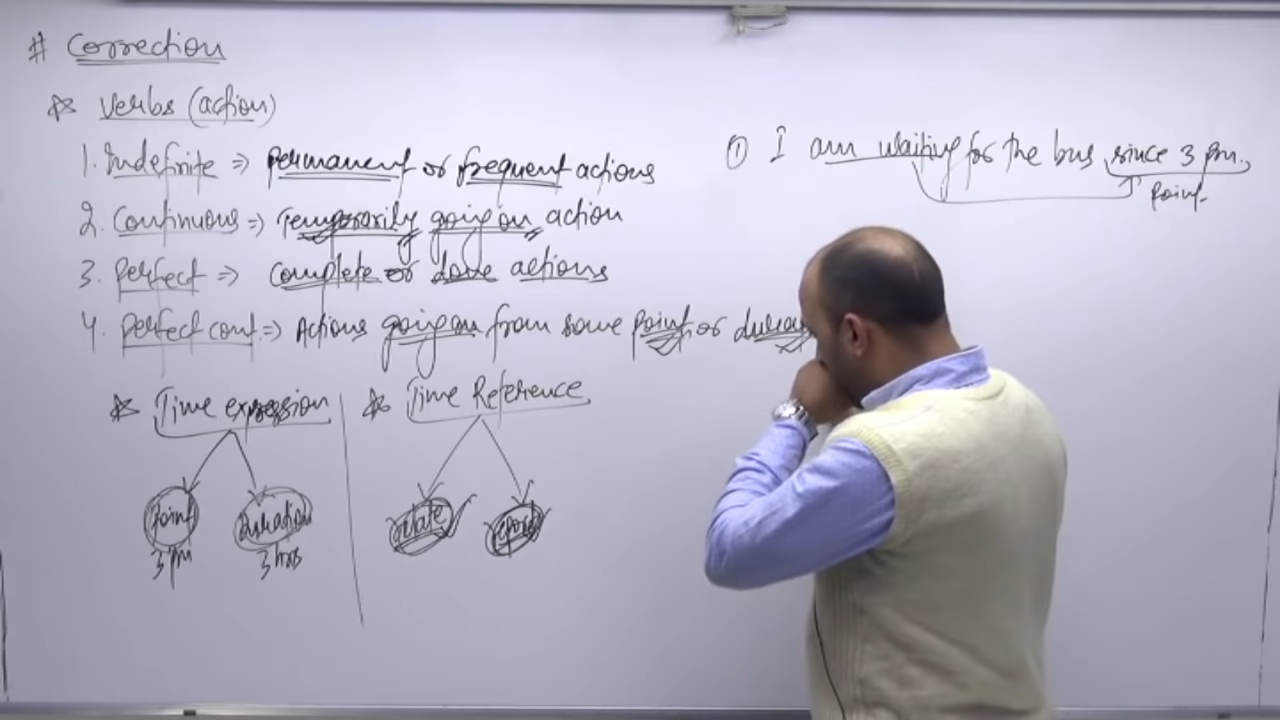 # Correction
☆ Verbs (action)
1. Indefinite => permanent or frequent actions
2. Continuous => Temporarily going on action
3. Perfect => complete or done actions
4. Perfect cont. => Actions going on from some point or
☆ Time expression
☆ Time Reference
Point
Duration
state
3 pm
3 hrs
① I am waiting for the bus since 3 pm.
Point